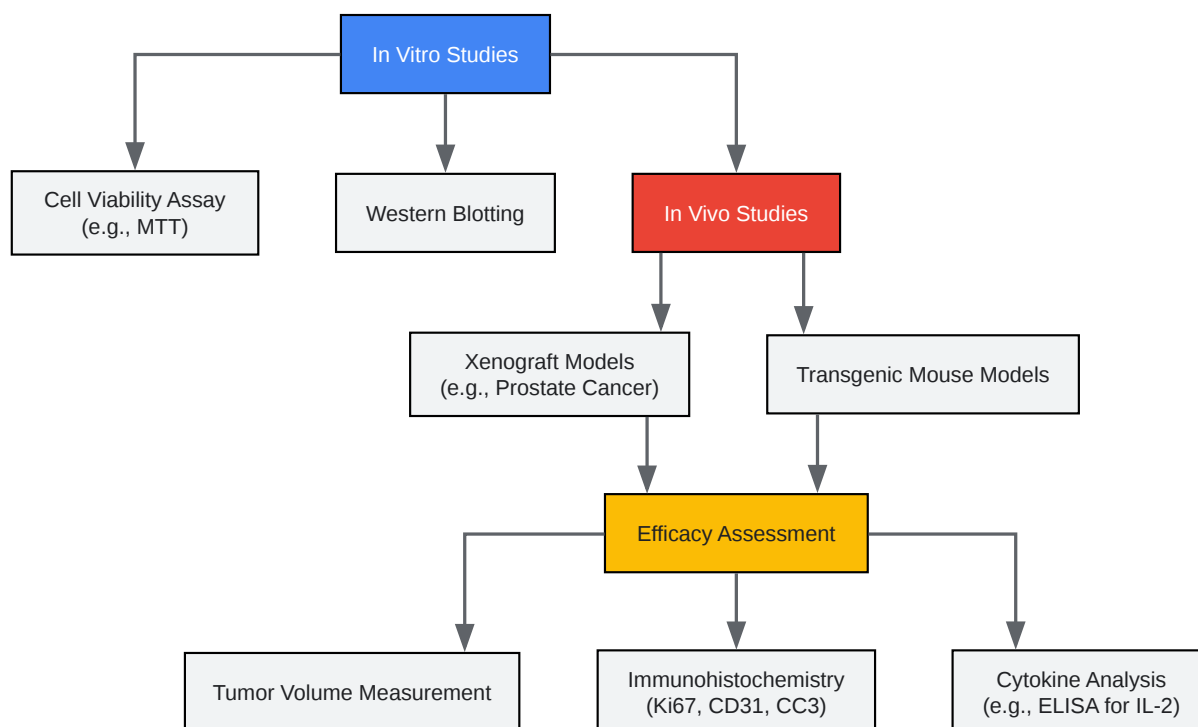 In Vitro Studies
Cell Viability Assay
(e.g., MTT)
Western Blotting
In Vivo Studies
Xenograft Models
(e.g., Prostate Cancer)
Transgenic Mouse Models
Efficacy Assessment
Tumor Volume Measurement
Immunohistochemistry
(Ki67, CD31, CC3)
Cytokine Analysis
(e.g., ELISA for IL-2)